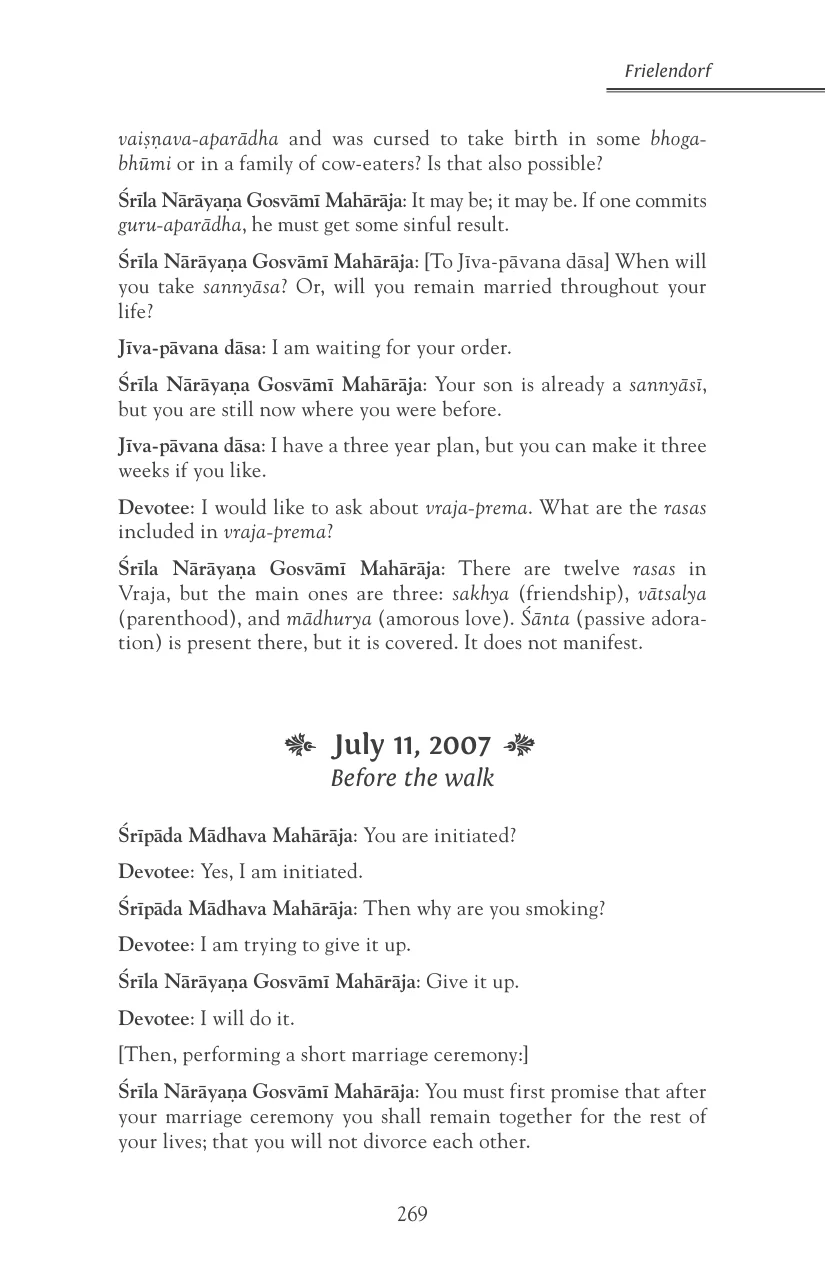 Frielendorf
vaiṣṇava-aparādha and was cursed to take birth in some bhoga-
bhūmi or in a family of cow-eaters? Is that also possible?
Śrīla Nārāyaṇa Gosvāmī Mahārāja: It may be; it may be. If one commits
guru-aparādha, he must get some sinful result.
Śrīla Nārāyaṇa Gosvāmī Mahārāja: [To Jīva-pāvana dāsa] When will
you take sannyāsa? Or, will you remain married throughout your
life?
Jīva-pāvana dāsa: I am waiting for your order.
Śrīla Nārāyaṇa Gosvāmī Mahārāja: Your son is already a sannyāsī,
but you are still now where you were before.
Jīva-pāvana dāsa: I have a three year plan, but you can make it three
weeks if you like.
Devotee: I would like to ask about vraja-prema. What are the rasas
included in vraja-prema?
Śrīla Nārāyaṇa Gosvāmī Mahārāja: There are twelve rasas in
Vraja, but the main ones are three: sakhya (friendship), vātsalya
(parenthood), and mādhurya (amorous love). Śānta (passive adora-
tion) is present there, but it is covered. It does not manifest.
July 11, 2007
Before the walk
Śrīpāda Mādhava Mahārāja: You are initiated?
Devotee: Yes, I am initiated.
Śrīpāda Mādhava Mahārāja: Then why are you smoking?
Devotee: I am trying to give it up.
Śrīla Nārāyaṇa Gosvāmī Mahārāja: Give it up.
Devotee: I will do it.
[Then, performing a short marriage ceremony:]
Śrīla Nārāyaṇa Gosvāmī Mahārāja: You must first promise that after
your marriage ceremony you shall remain together for the rest of
your lives; that you will not divorce each other.
269